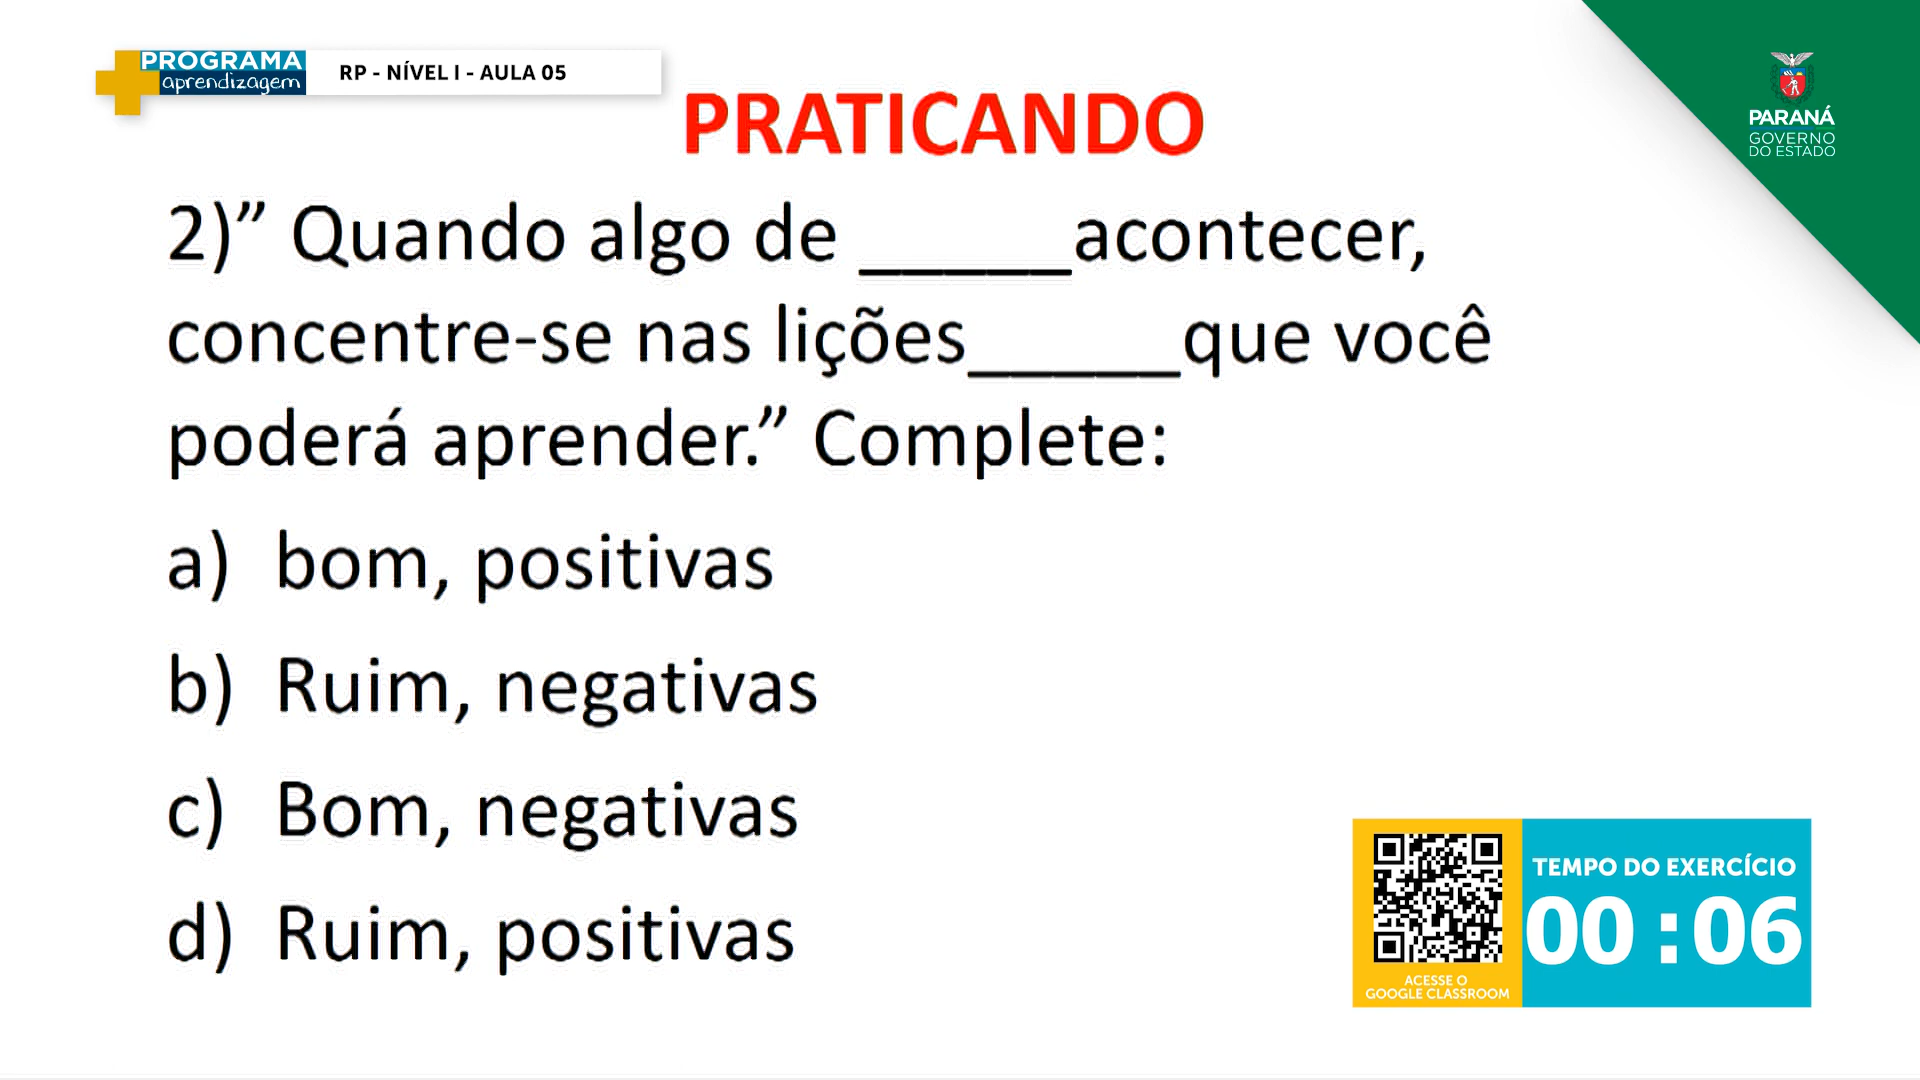 PROGRAMA
aprendizagem
RP - NÍVEL I - AULA 05
PARANÁ
GOVERNO
DO ESTADO
PRATICANDO
2)” Quando algo de _____acontecer,
concentre-se nas lições_____que você
poderá aprender.” Complete:
a) bom, positivas
b) Ruim, negativas
c) Bom, negativas
d) Ruim, positivas
TEMPO DO EXERCÍCIO
00 :06
ACESSE O
GOOGLE CLASSROOM